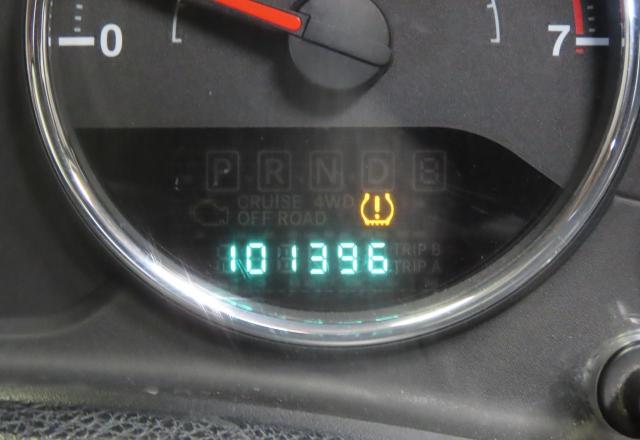 0 7
P R N D 8
CRUISE 4WD
OFF ROAD !
TRIP B
101396 TRIP A